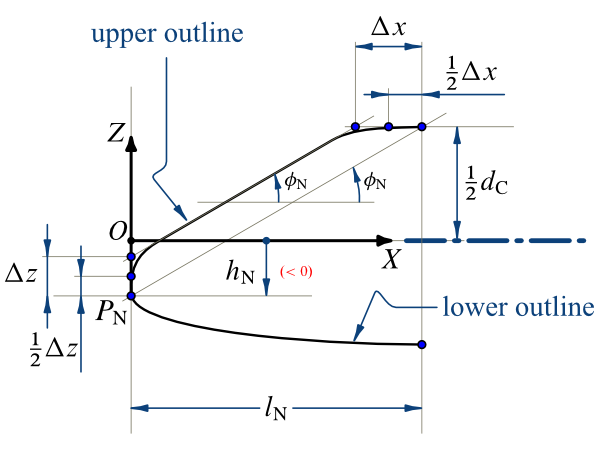 Δx
upper outline
½Δx
Z
ϕN
ϕN
½dC
O
X
Δz
hN (< 0)
PN
lower outline
½Δz
lN